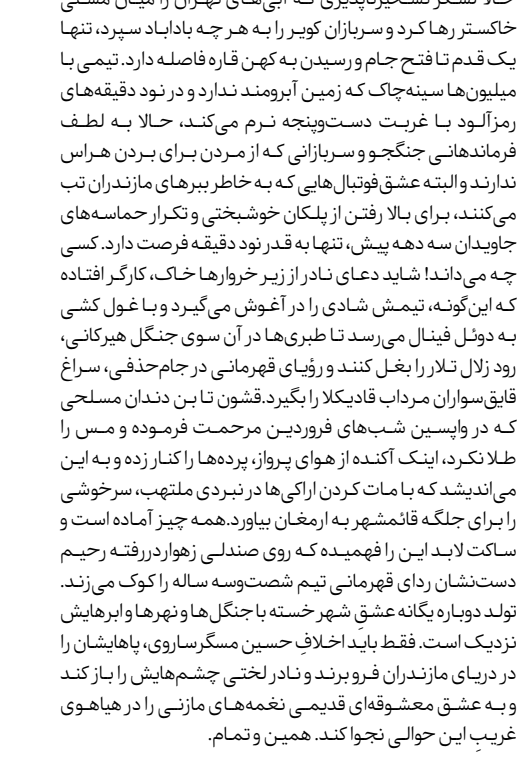 حالا لشکر تسخیرناپذیری که آبی‌های تهران را میان مشتی
خاکستر رها کرد و سربازان کویر را به هر چه باداباد سپرد، تنها
یک قدم تا فتح جام و رسیدن به کهن قاره فاصله دارد. تیمی با
میلیون‌ها سینه‌چاک که زمین آبرومند ندارد و در نود دقیقه‌های
رمزآلود با غربت دست‌وپنجه نرم می‌کند، حالا به لطف
فرماندهانی جنگجو و سربازانی که از مردن برای بردن هراس
ندارند و البته عشق‌فوتبال‌هایی که به خاطر ببرهای مازندران تب
می‌کنند، برای بالا رفتن از پلکان خوشبختی و تکرار حماسه‌های
جاویدان سه دهه پیش، تنها به قدر نود دقیقه فرصت دارد. کسی
چه می‌داند! شاید دعای نادر از زیر خروارها خاک، کارگر افتاده
که این‌گونه، تیمش شادی را در آغوش می‌گیرد و با غول کشی
به دوئل فینال می‌رسد تا طبری‌ها در آن سوی جنگل هیرکانی،
رود زلال تلار را بغل کنند و رؤیای قهرمانی در جام‌حذفی، سراغ
قایق‌سواران مرداب قادیکلا را بگیرد.قشون تا بن دندان مسلحی
که در واپسین شب‌های فروردین مرحمت فرموده و مس را
طلا نکرد، اینک آکنده از هوای پرواز، پرده‌ها را کنار زده و به این
می‌اندیشد که با مات کردن اراکی‌ها در نبردی ملتهب، سرخوشی
را برای جلگه قائمشهر به ارمغان بیاورد.همه چیز آماده است و
ساکت لابد این را فهمیده که روی صندلی زهواردررفته رحیم
دست‌نشان ردای قهرمانی تیم شصت‌وسه ساله را کوک می‌زند.
تولد دوباره یگانه عشقِ شهر خسته با جنگل‌ها و نهرها و ابرهایش
نزدیک است. فقط باید اخلافِ حسین مسگرساروی، پاهایشان را
در دریای مازندران فرو برند و نادر لختی چشم‌هایش را باز کند
و به عشق معشوقه‌ای قدیمی نغمه‌های مازنی را در هیاهوی
غریبِ این حوالی نجوا کند. همین و تمام.